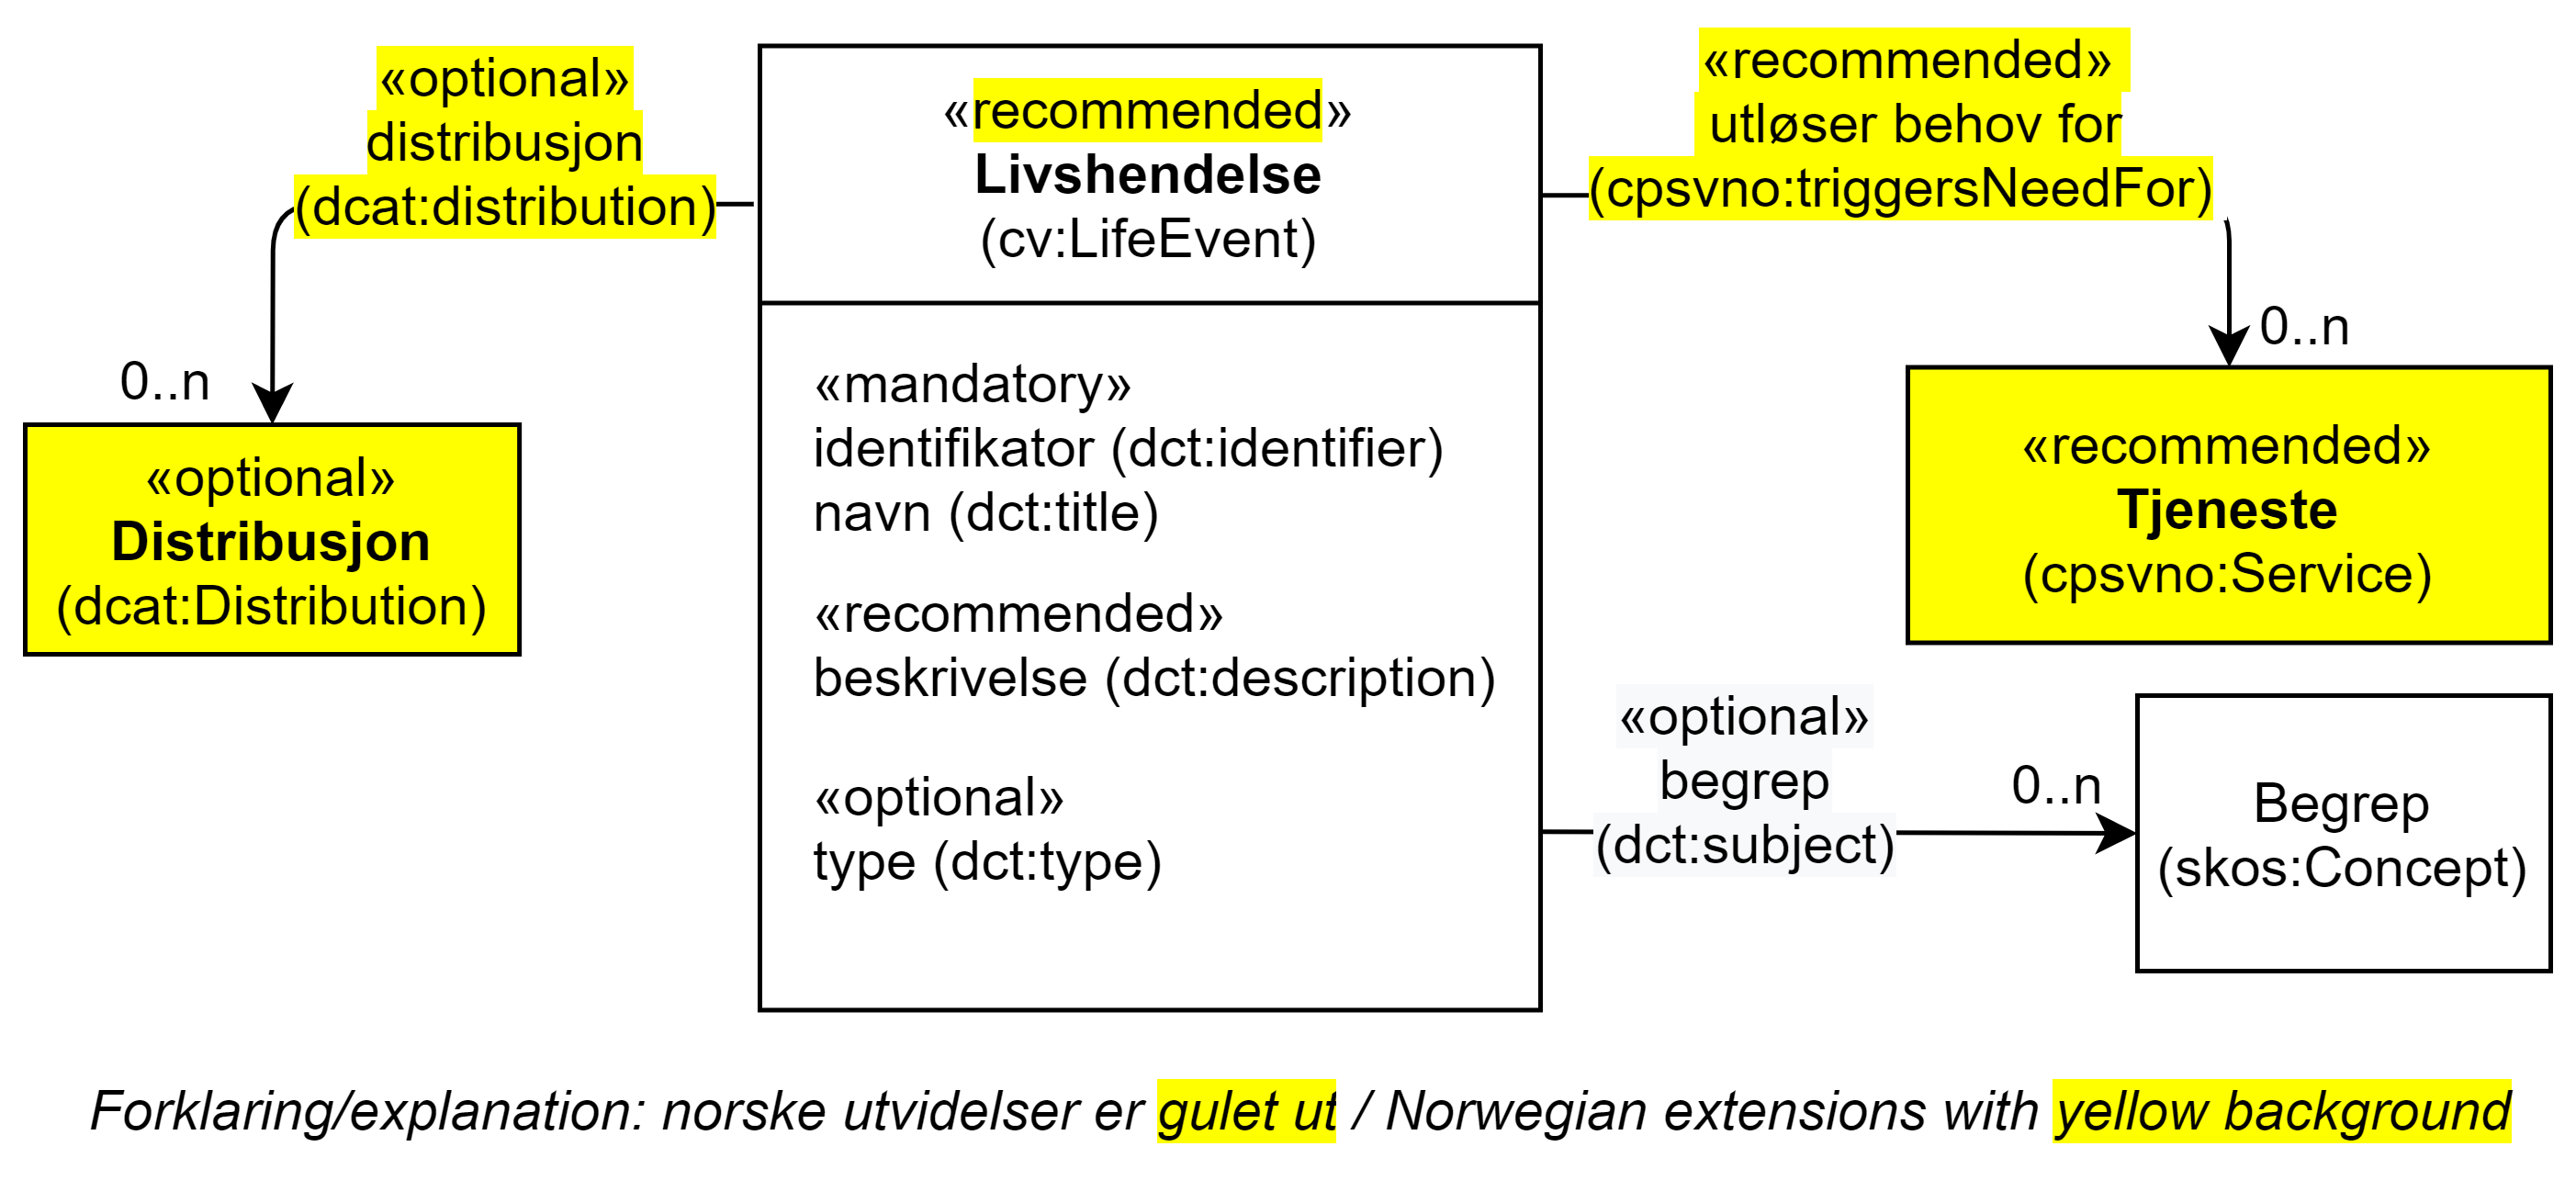 «optional»
distribusjon
(dcat:distribution)
0..n
«optional»
Distribusjon
(dcat:Distribution)
«recommended»
Livshendelse
(cv:LifeEvent)
«mandatory»
identifikator (dct:identifier)
navn (dct:title)
«recommended»
beskrivelse (dct:description)
«optional»
type (dct:type)
«recommended»
utløser behov for
(cpsvno:triggersNeedFor)
0..n
«recommended»
Tjeneste
(cpsvno:Service)
«optional»
begrep
(dct:subject)
0..n
Begrep
(skos:Concept)
Forklaring/explanation: norske utvidelser er gulet ut / Norwegian extensions with yellow background